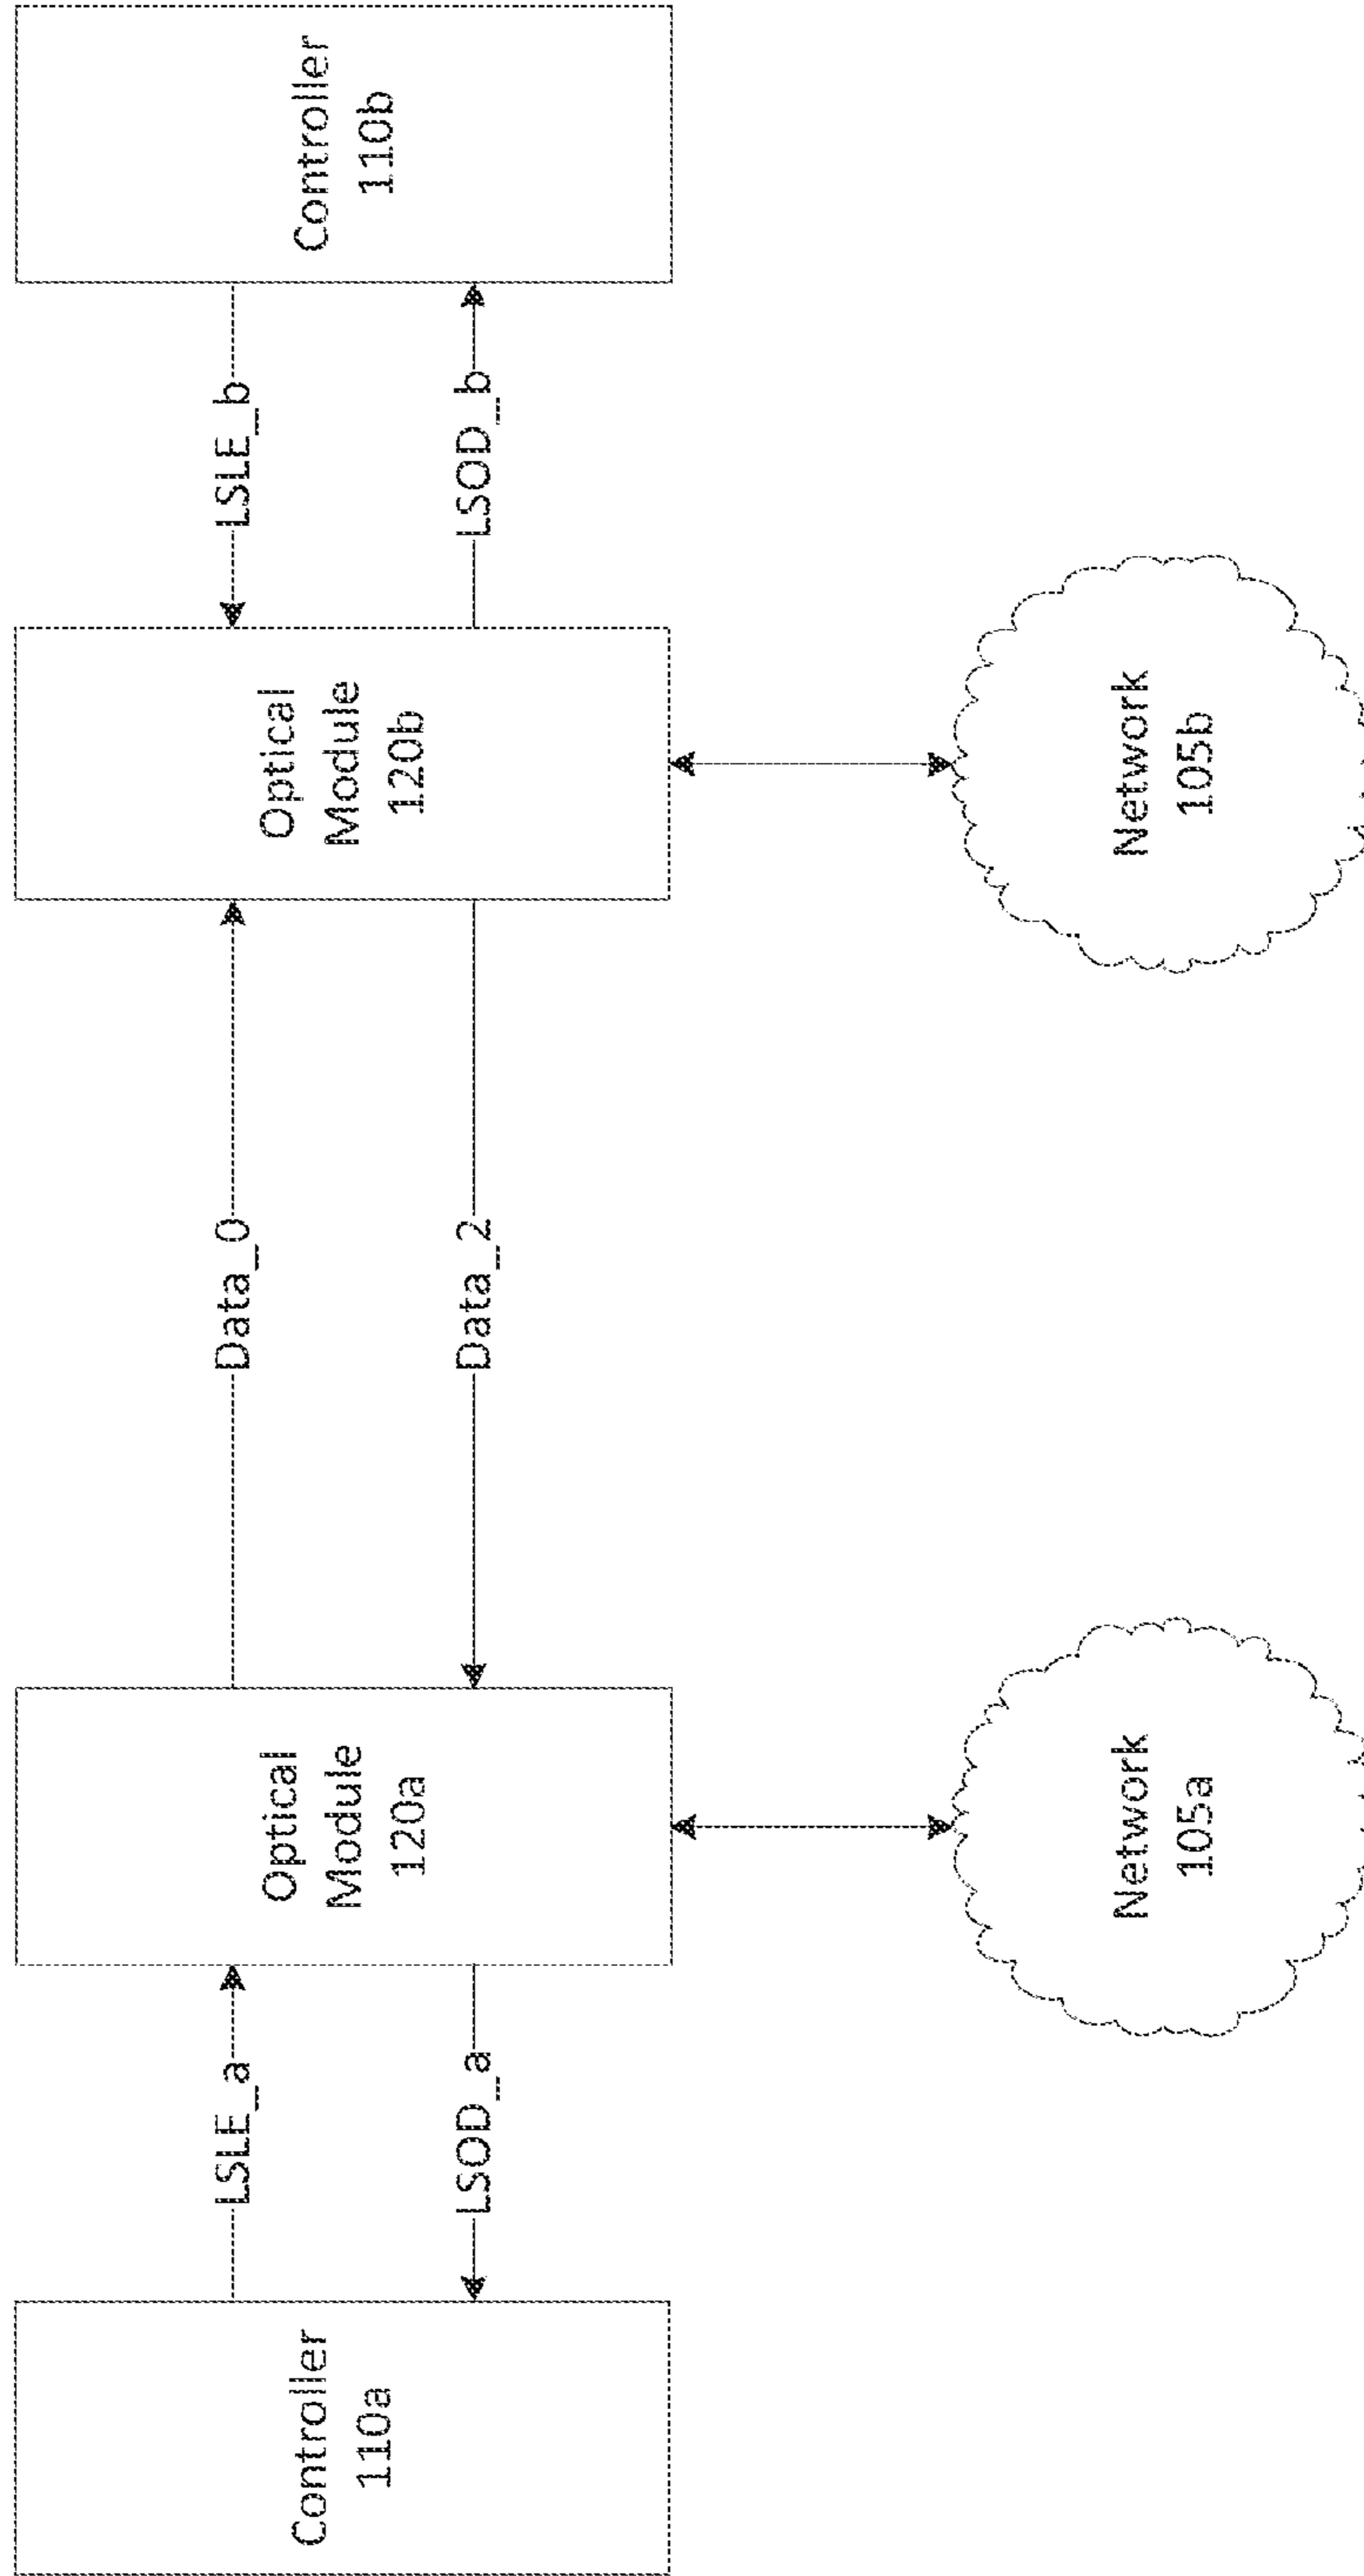 Controller
110a
LSLE_a
LSOD_a
Optical
Module
120a
Data_0
Data_2
Optical
Module
120b
LSLE_b
LSOD_b
Controller
110b
Network
105a
Network
105b